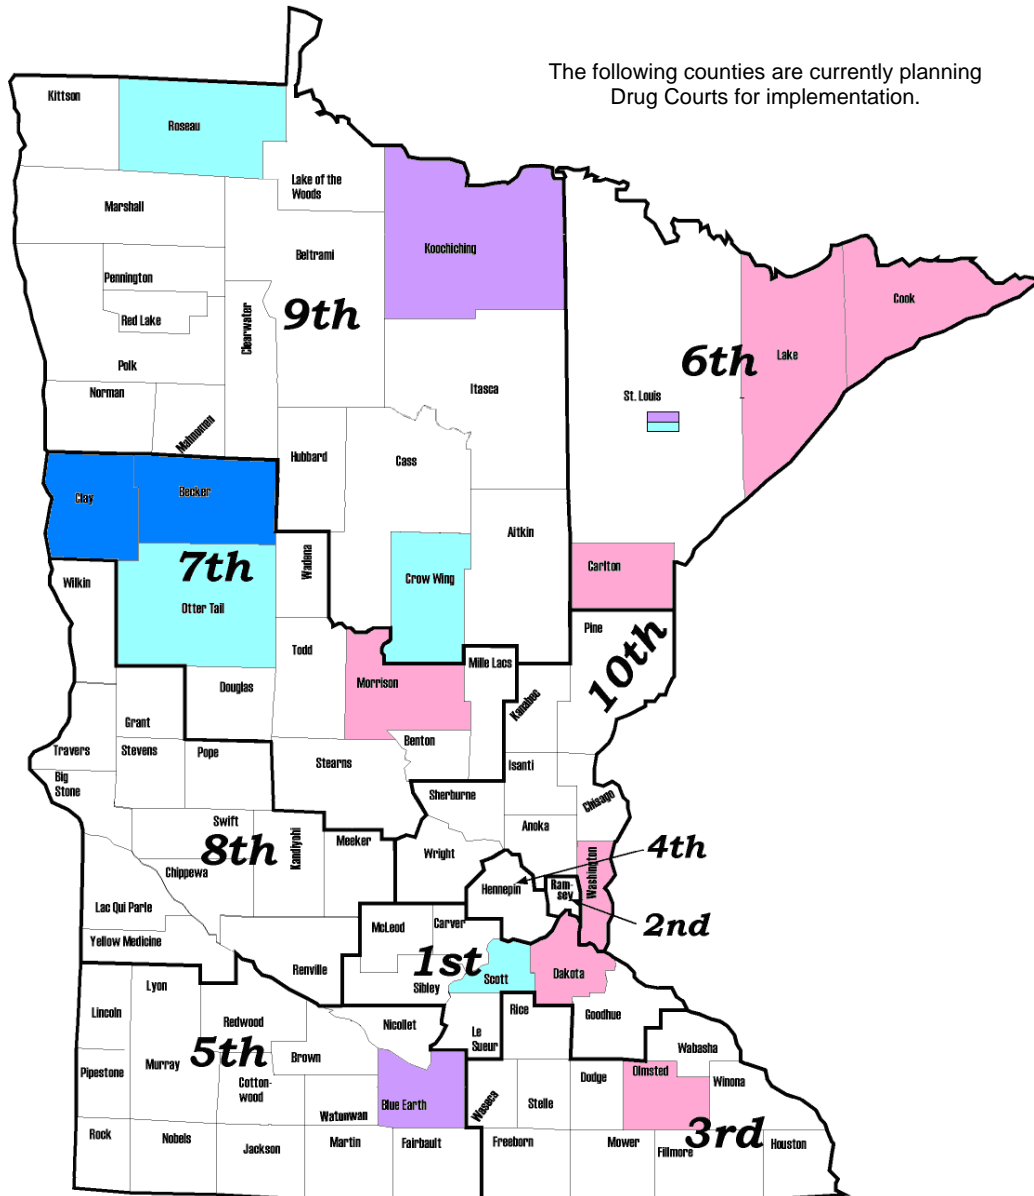 The following counties are currently planning
Drug Courts for implementation.
Kittson
Roseau
Lake of the
Woods
Marshall
Beltrami
Koochiching
Pennington
Red Lake
Clearwater
9th
Polk
Norman
Mahnomen
Itasca
Cook
Lake
6th
St. Louis
Hubbard
Cass
Clay
Becker
Aitkin
Wadena
Crow Wing
Carlton
7th
Wilkin
Otter Tail
Pine
10th
Todd
Mille Lacs
Morrison
Douglas
Kanabec
Grant
Travers
Stevens
Pope
Benton
Stearns
Isanti
Big
Stone
Sherburne
Chisago
Swift
Anoka
8th
Kandiyohi
Meeker
Wright
4th
Washington
Chippewa
Hennepin
Ram-
sey
Lac Qui Parle
McLeod
Carver
2nd
Yellow Medicine
Renville
1st
Sibley
Scott
Dakota
Lyon
Lincoln
Redwood
Nicollet
Rice
Goodhue
Le
Sueur
5th
Brown
Murray
Pipestone
Cotton-
wood
Wabasha
Dodge
Olmsted
Winona
Watonwan
Blue Earth
Waseca
Stelle
3rd
Rock
Nobels
Jackson
Martin
Fairbault
Freeborn
Mower
Fillmore
Houston